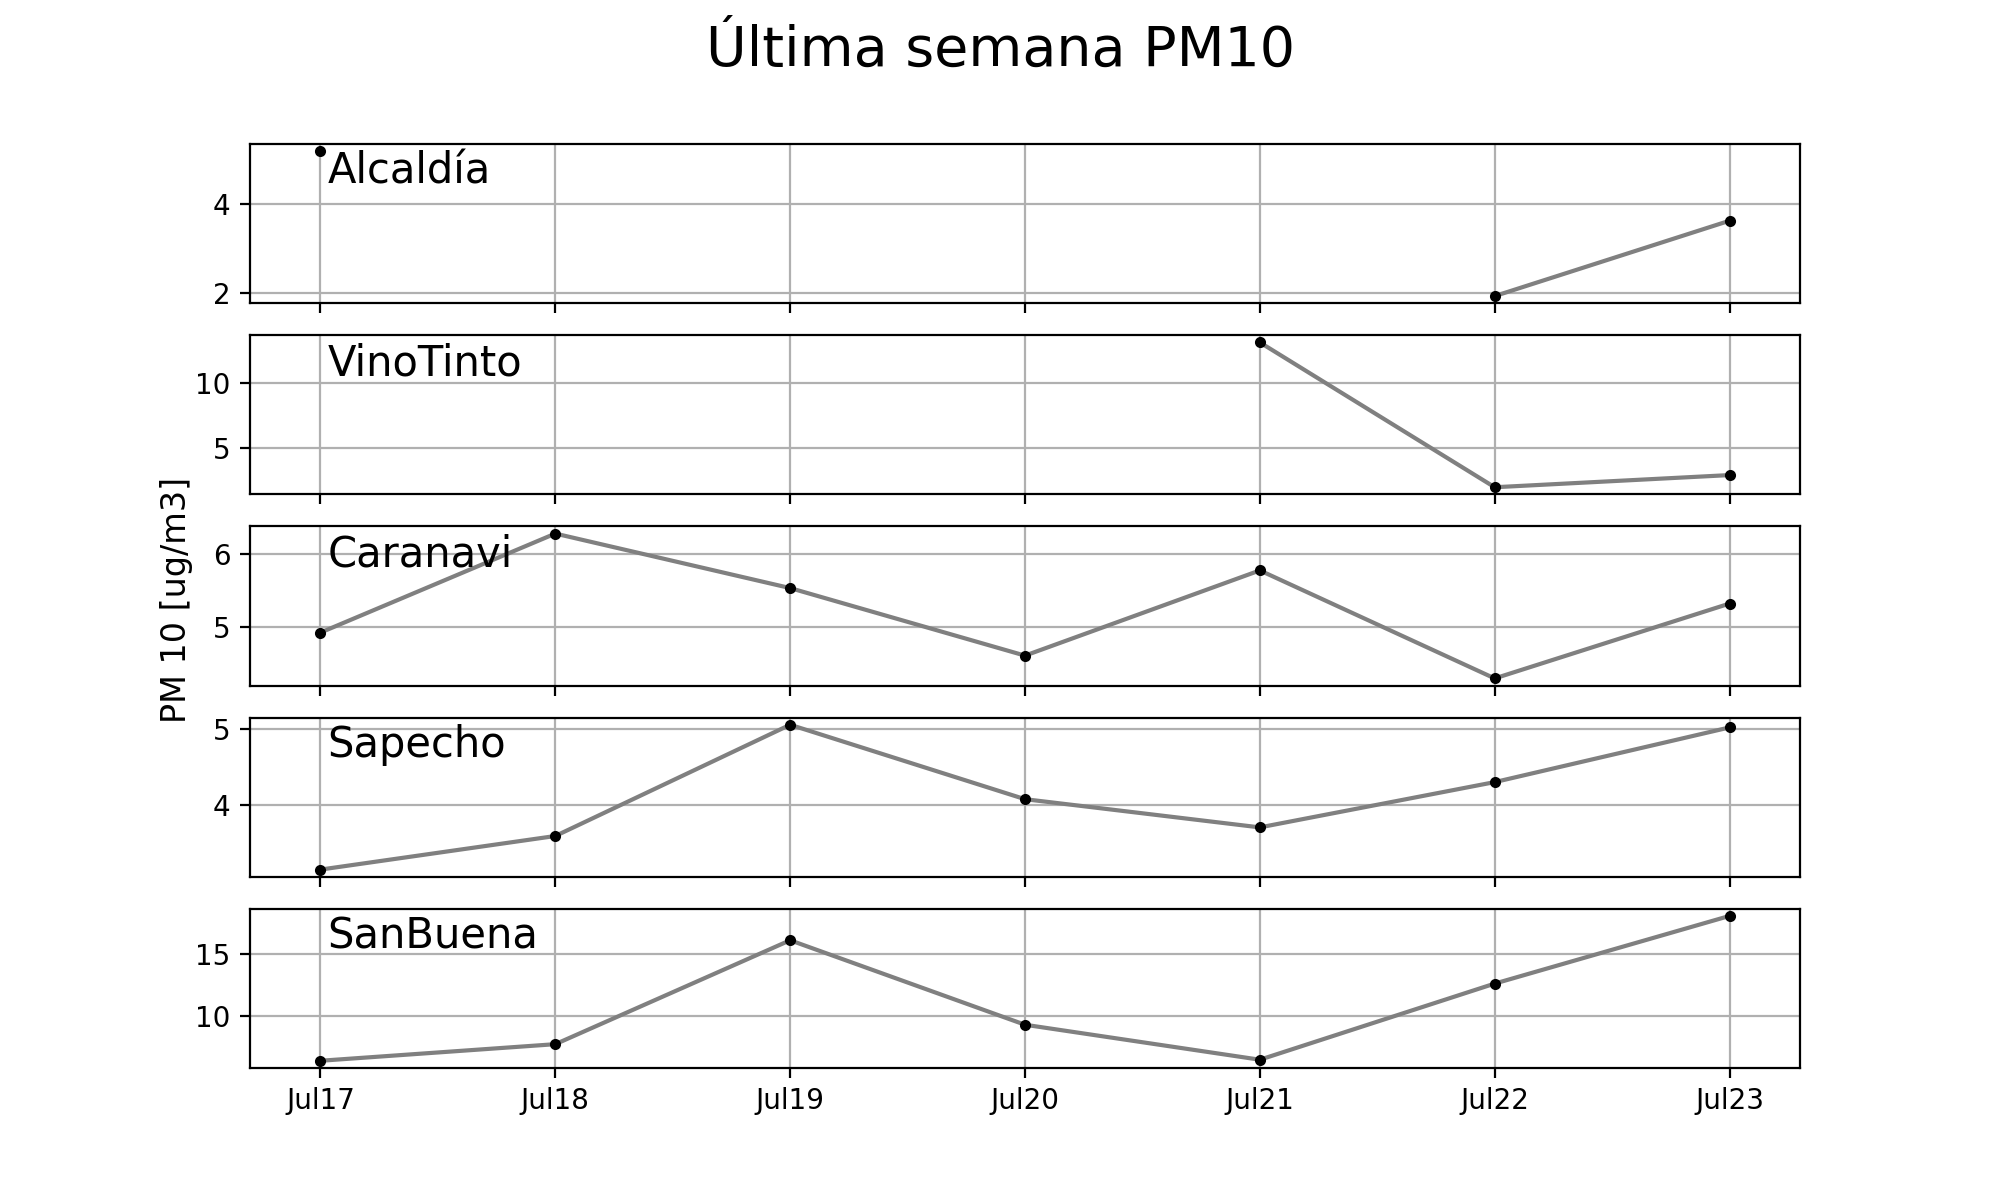 Última semana PM10
Alcaldía
4
2
VinoTinto
10
5
PM 10 [ug/m3]
Caranavi
6
5
Sapecho
5
4
SanBuena
15
10
Jul17 Jul18 Jul19 Jul20 Jul21 Jul22 Jul23